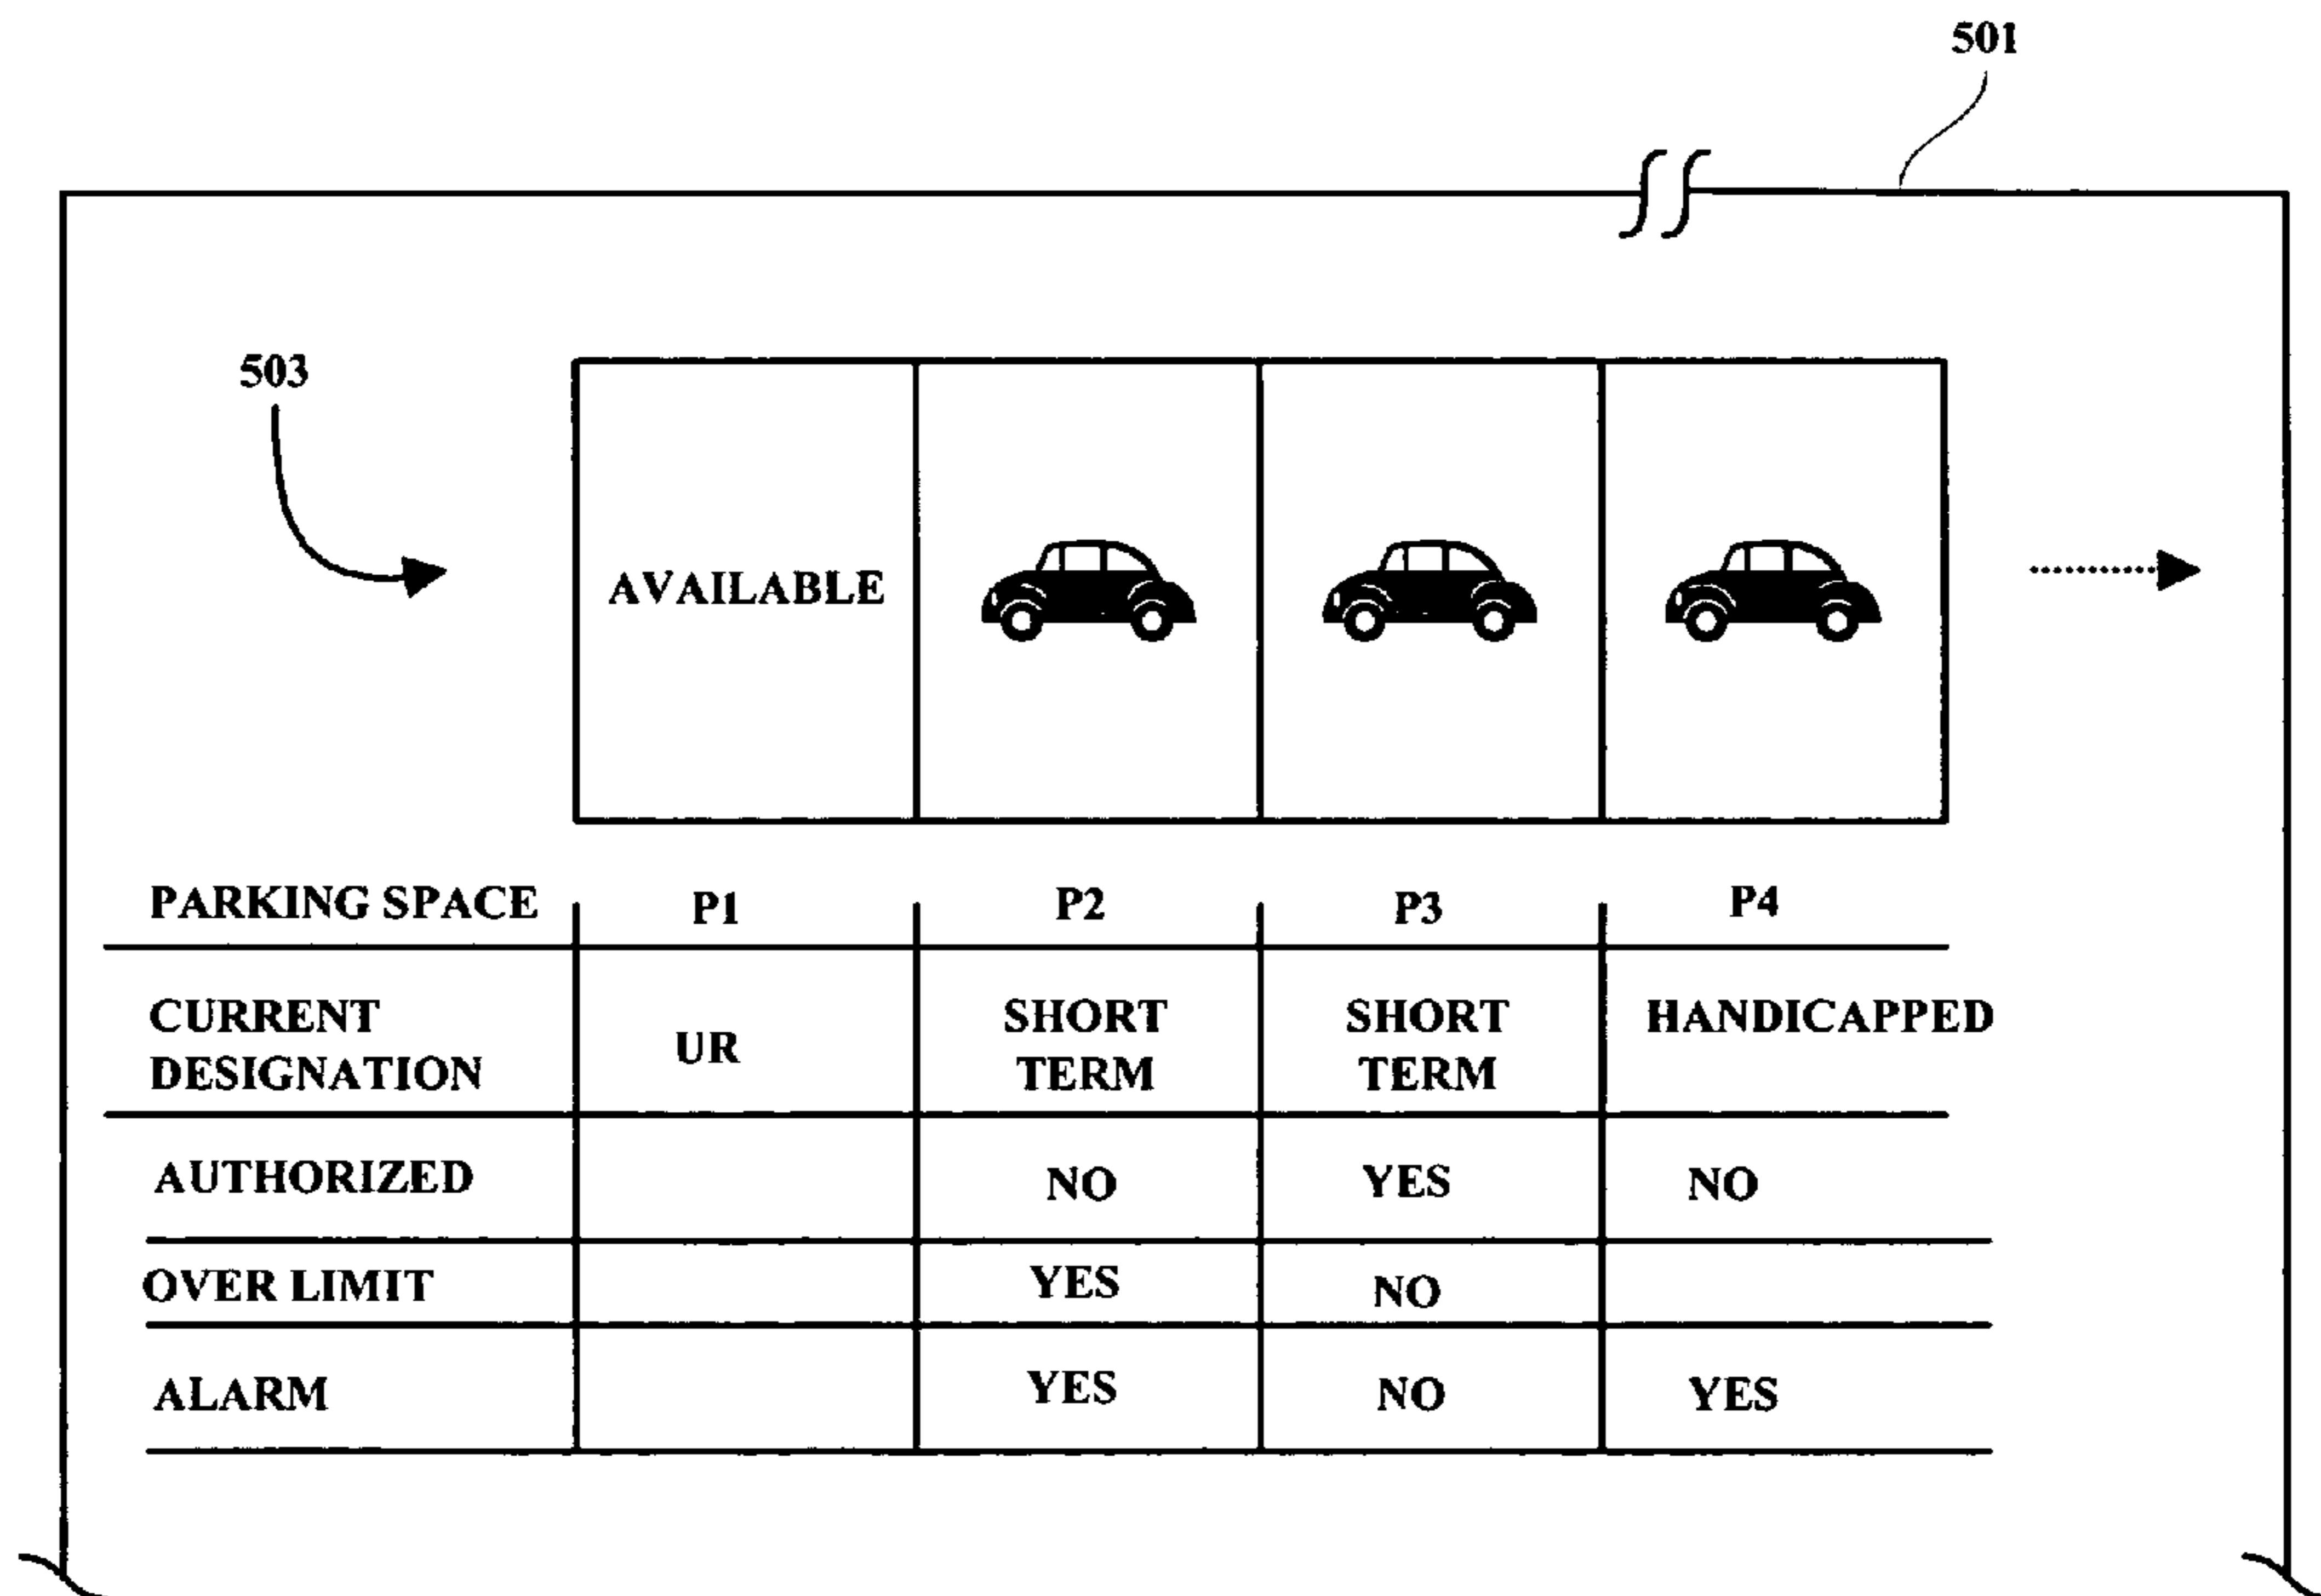 501
503
AVAILABLE
PARKING SPACE P1 P2 P3 P4
CURRENT DESIGNATION UR SHORT TERM SHORT TERM HANDICAPPED
AUTHORIZED NO YES NO
OVER LIMIT YES NO
ALARM YES NO YES